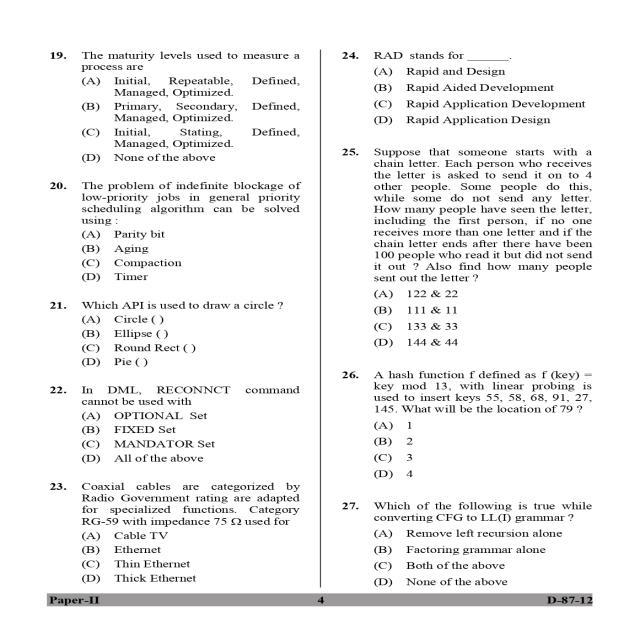 19. The maturity levels used to measure a
process are
(A) Initial, Repeatable, Defined,
Managed, Optimized.
(B) Primary, Secondary, Defined,
Managed, Optimized.
(C) Initial, Stating, Defined,
Managed, Optimized.
(D) None of the above
20. The problem of indefinite blockage of
low-priority jobs in general priority
scheduling algorithm can be solved
using :
(A) Parity bit
(B) Aging
(C) Compaction
(D) Timer
21. Which API is used to draw a circle ?
(A) Circle ( )
(B) Ellipse ( )
(C) Round Rect ( )
(D) Pie ( )
22. In DML, RECONNCT command
cannot be used with
(A) OPTIONAL Set
(B) FIXED Set
(C) MANDATOR Set
(D) All of the above
23. Coaxial cables are categorized by
Radio Government rating are adapted
for specialized functions. Category
RG-59 with impedance 75 Ω used for
(A) Cable TV
(B) Ethernet
(C) Thin Ethernet
(D) Thick Ethernet
24. RAD stands for ______.
(A) Rapid and Design
(B) Rapid Aided Development
(C) Rapid Application Development
(D) Rapid Application Design
25. Suppose that someone starts with a
chain letter. Each person who receives
the letter is asked to send it on to 4
other people. Some people do this,
while some do not send any letter.
How many people have seen the letter,
including the first person, if no one
receives more than one letter and if the
chain letter ends after there have been
100 people who read it but did not send
it out ? Also find how many people
sent out the letter ?
(A) 122 & 22
(B) 111 & 11
(C) 133 & 33
(D) 144 & 44
26. A hash function f defined as f (key) =
key mod 13, with linear probing is
used to insert keys 55, 58, 68, 91, 27,
145. What will be the location of 79 ?
(A) 1
(B) 2
(C) 3
(D) 4
27. Which of the following is true while
converting CFG to LL(I) grammar ?
(A) Remove left recursion alone
(B) Factoring grammar alone
(C) Both of the above
(D) None of the above
Paper-II 4 D-87-12